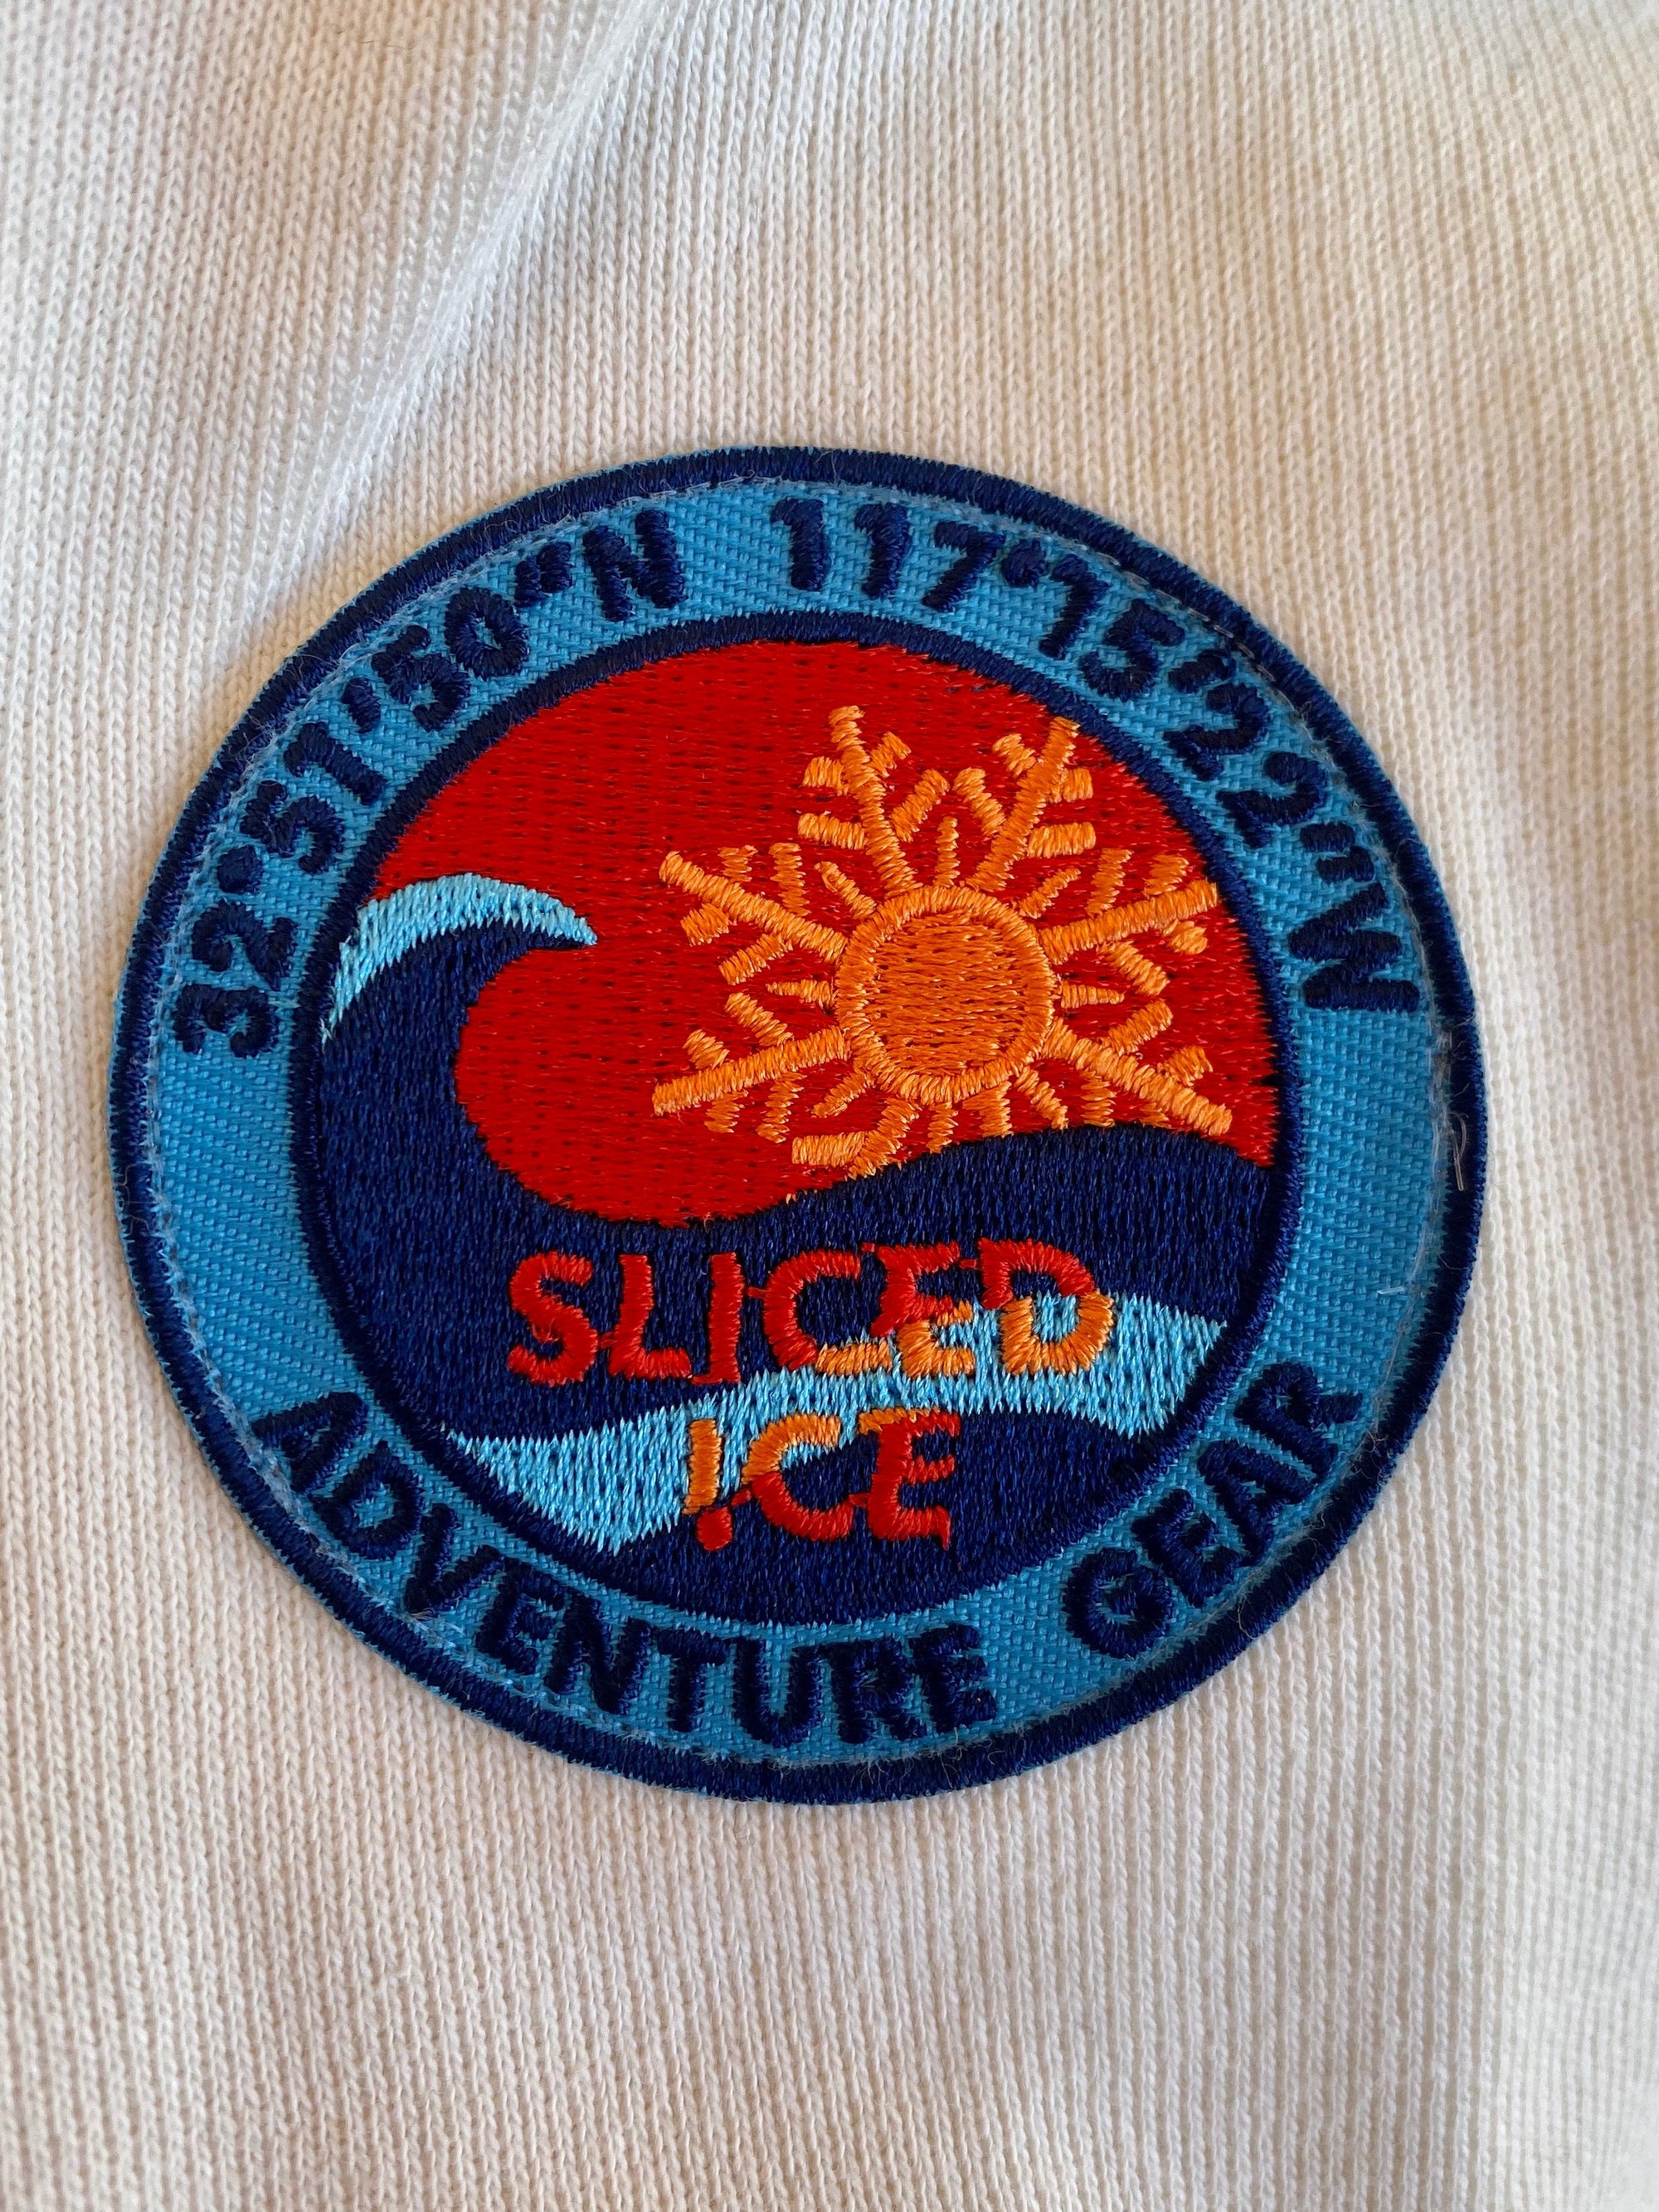 32°51'50"N 117°15'22"W
SLICED
ICE
ADVENTURE GEAR